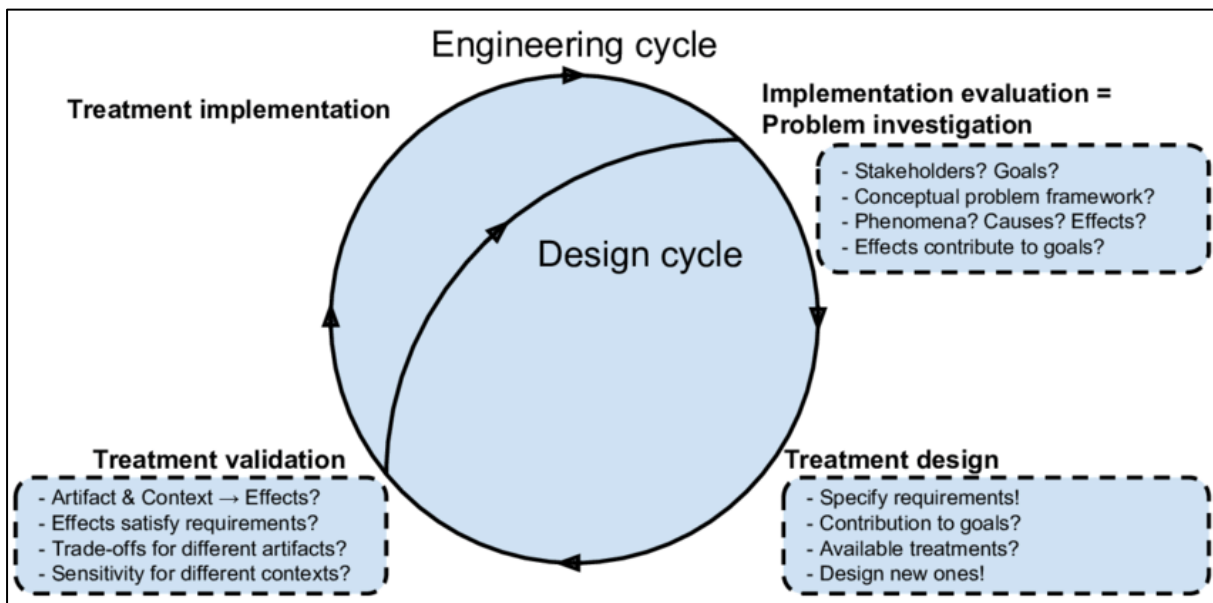 Engineering cycle
Treatment implementation
Implementation evaluation =
Problem investigation
- Stakeholders? Goals?
- Conceptual problem framework?
- Phenomena? Causes? Effects?
- Effects contribute to goals?
Design cycle
Treatment validation
- Artifact & Context → Effects?
- Effects satisfy requirements?
- Trade-offs for different artifacts?
- Sensitivity for different contexts?
Treatment design
- Specify requirements!
- Contribution to goals?
- Available treatments?
- Design new ones!